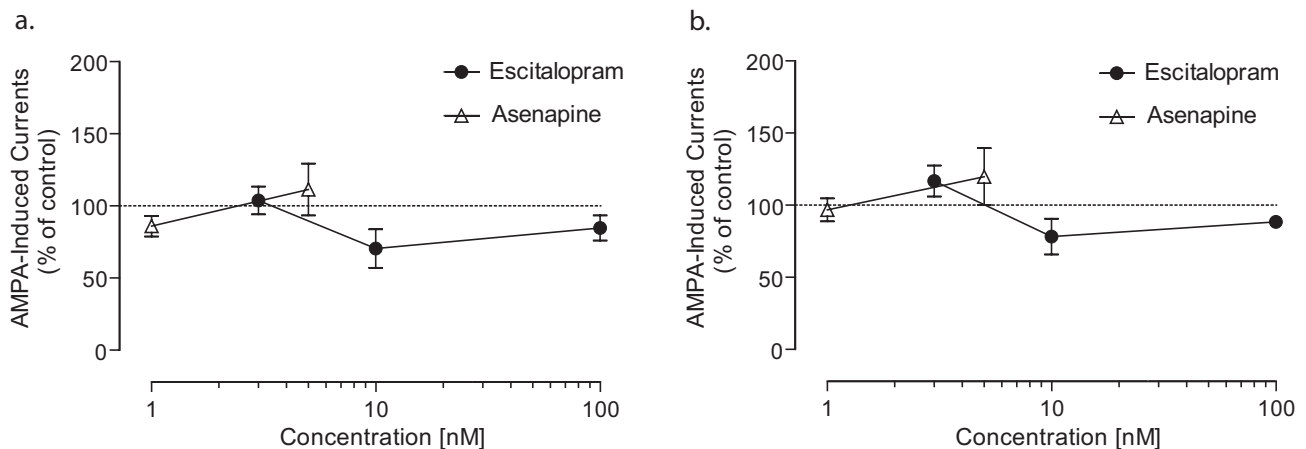 a.
AMPA-Induced Currents
(% of control)
200
150
100
50
0
Escitalopram
Asenapine
1
10
100
Concentration [nM]
b.
AMPA-Induced Currents
(% of control)
200
150
100
50
0
Escitalopram
Asenapine
1
10
100
Concentration [nM]